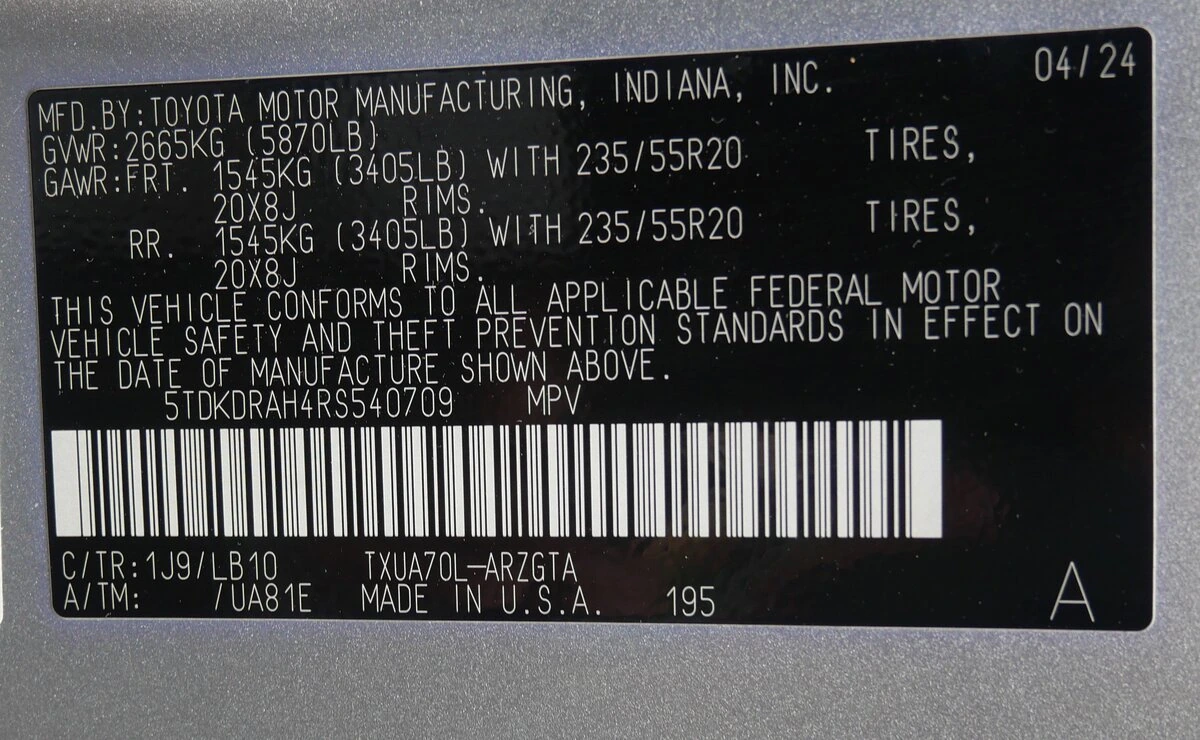 04/24
MFD.BY:TOYOTA MOTOR MANUFACTURING, INDIANA, INC.
GVWR:2665KG (5870LB)
GAWR:FRT. 1545KG (3405LB) WITH 235/55R20 TIRES,
20X8J RIMS.
RR. 1545KG (3405LB) WITH 235/55R20 TIRES,
20X8J RIMS.
THIS VEHICLE CONFORMS TO ALL APPLICABLE FEDERAL MOTOR
VEHICLE SAFETY AND THEFT PREVENTION STANDARDS IN EFFECT ON
THE DATE OF MANUFACTURE SHOWN ABOVE.
5TDKDRAH4RS540709 MPV
C/TR:1J9/LB10 TXUA70L-ARZGTA
A/TM: /UA81E MADE IN U.S.A. 195
A